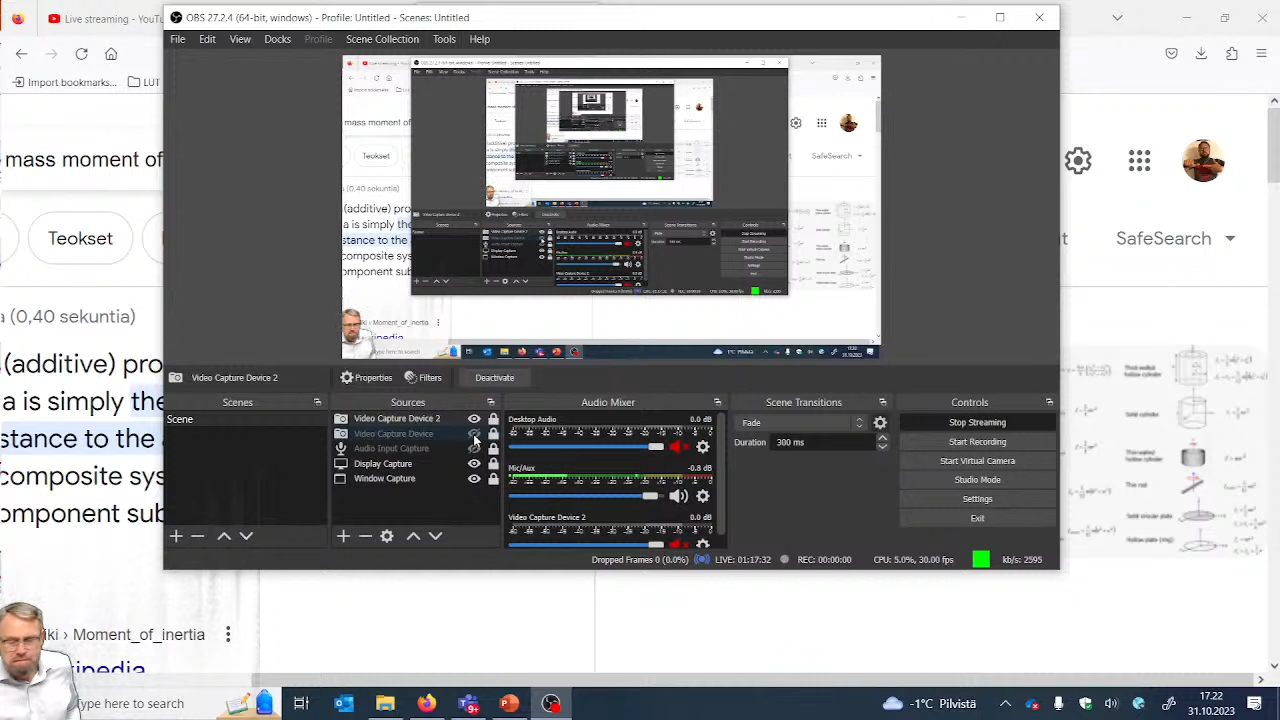 Live streaming - YouTu
OBS 27.2.4 (64-bit, windows) - Profile: Untitled - Scenes: Untitled
File Edit View Docks Profile Scene Collection Tools Help
Import bookmarks
mass moment of
Teokset
SafeSearch
a (0,40 sekuntia)
(additive) pro
a is simply the
stance to the
composite sys
component sub
Video Capture Device 2
Properties
Filters
Deactivate
Scenes
Sources
Audio Mixer
Scene Transitions
Controls
Scene
Video Capture Device 2
Video Capture Device
Audio Input Capture
Display Capture
Window Capture
Desktop Audio 0.0 dB
Mic/Aux -0.8 dB
Video Capture Device 2 0.0 dB
Fade
Duration 300 ms
Stop Streaming
Start Recording
Start Virtual Camera
Studio Mode
Settings
Exit
Dropped Frames 0 (0.0%) LIVE: 01:17:32 REC: 00:00:00 CPU: 5.0%, 30.00 fps kb/s: 2595
iki › Moment_of_inertia
ipedia
pe here to search
-1°C Pilvistä
17.22
31.10.2023